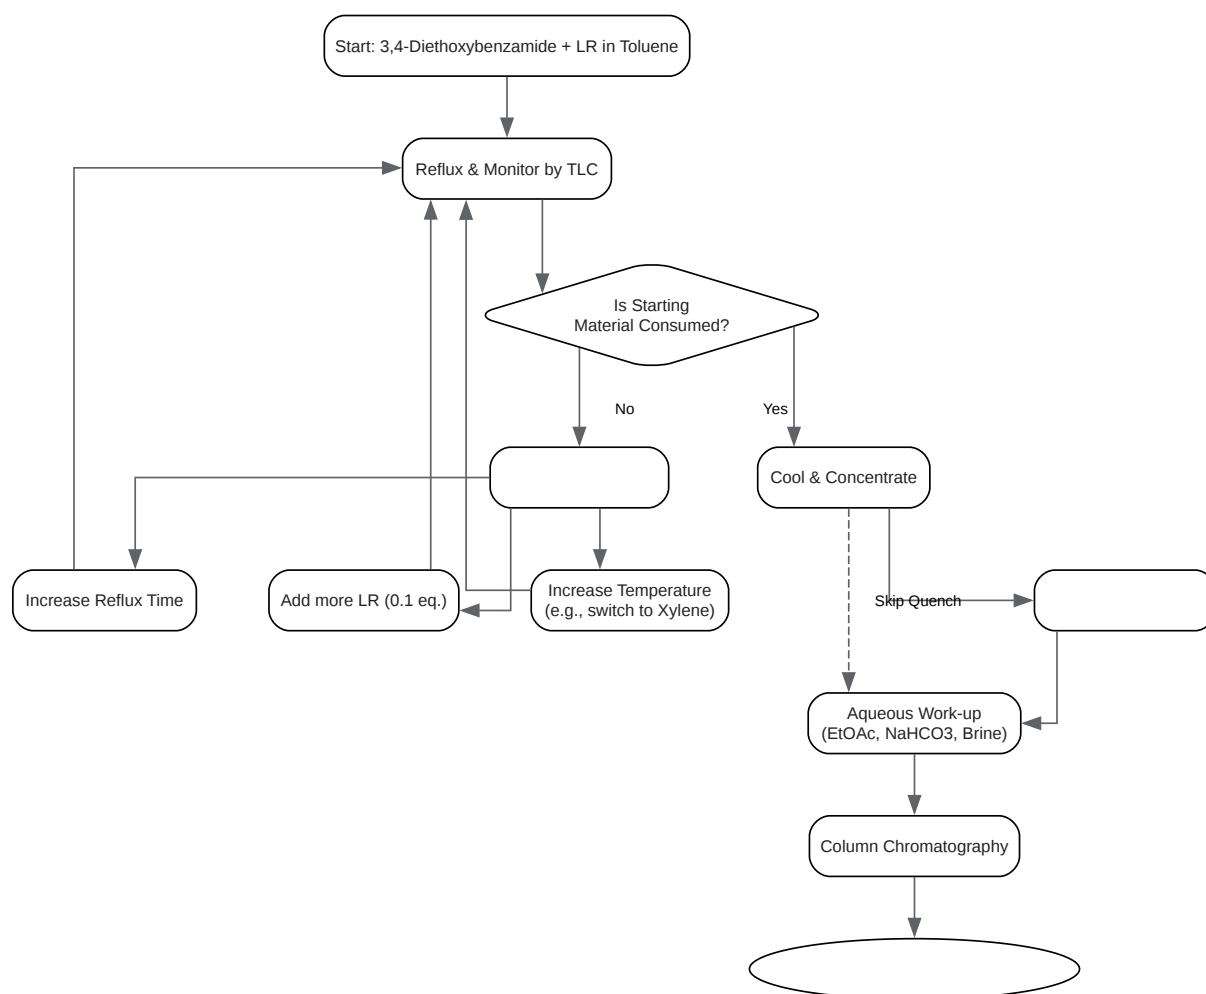 Start: 3,4-Diethoxybenzamide + LR in Toluene
Reflux & Monitor by TLC
Is Starting
Material Consumed?
No
Yes
Cool & Concentrate
Increase Reflux Time
Add more LR (0.1 eq.)
Increase Temperature
(e.g., switch to Xylene)
Skip Quench
Aqueous Work-up
(EtOAc, NaHCO3, Brine)
Column Chromatography